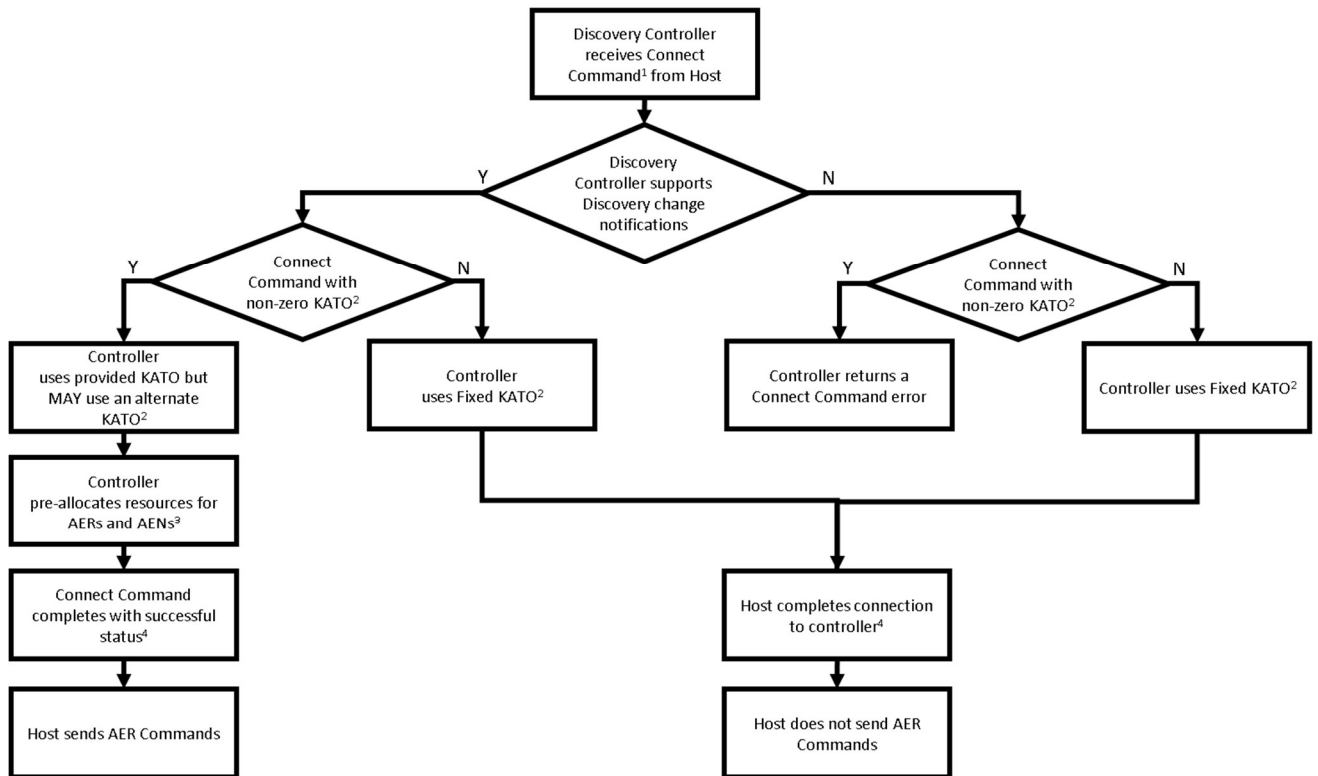 Discovery Controller
receives Connect
Command¹ from Host
Discovery
Controller supports
Discovery change
notifications
Y
N
Connect
Command with
non-zero KATO²
Y
N
Connect
Command with
non-zero KATO²
Y
N
Controller
uses provided KATO but
MAY use an alternate
KATO²
Controller
uses Fixed KATO²
Controller returns a
Connect Command error
Controller uses Fixed KATO²
Controller
pre-allocates resources for
AERs and AENs³
Connect Command
completes with successful
status⁴
Host completes connection
to controller⁴
Host sends AER Commands
Host does not send AER
Commands